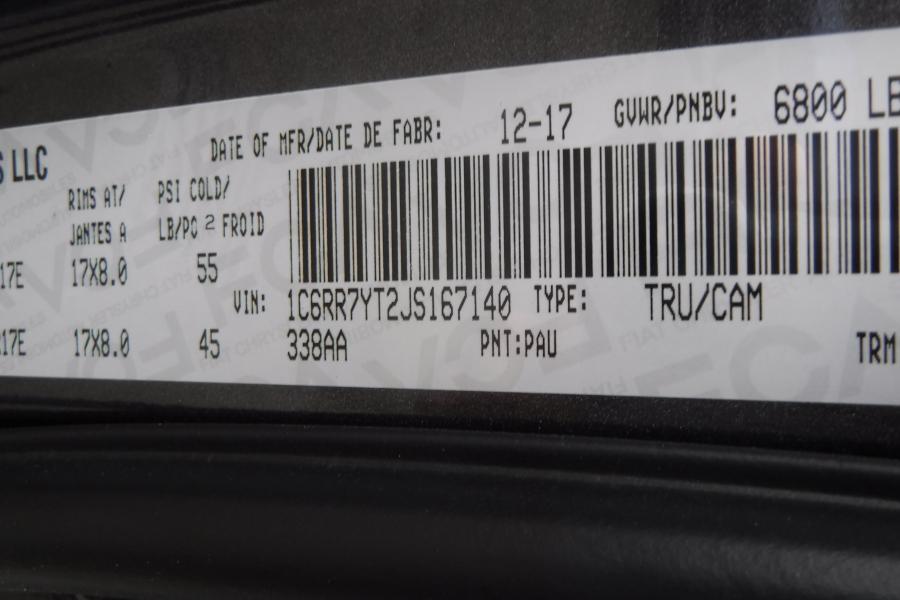 S LLC
DATE OF MFR/DATE DE FABR: 12-17 GVWR/PNBV: 6800 LB
RIMS AT/ PSI COLD/
JANTES A LB/PO 2 FROID
17E 17X8.0 55
VIN: 1C6RR7YT2JS167140 TYPE: TRU/CAM
17E 17X8.0 45 338AA PNT:PAU TRM